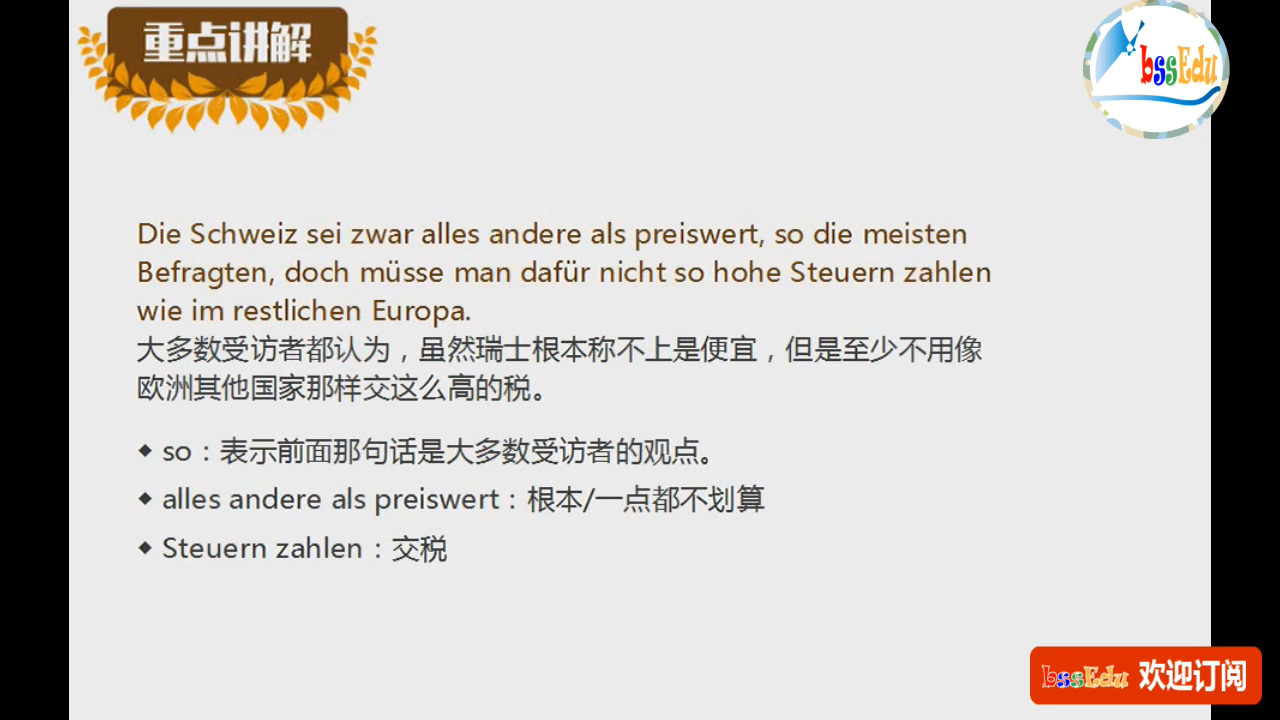 重点讲解
bssEdu
Die Schweiz sei zwar alles andere als preiswert, so die meisten
Befragten, doch müsse man dafür nicht so hohe Steuern zahlen
wie im restlichen Europa.
大多数受访者都认为，虽然瑞士根本称不上是便宜，但是至少不用像
欧洲其他国家那样交这么高的税。
◆ so：表示前面那句话是大多数受访者的观点。
◆ alles andere als preiswert：根本/一点都不划算
◆ Steuern zahlen：交税
bssEdu 欢迎订阅